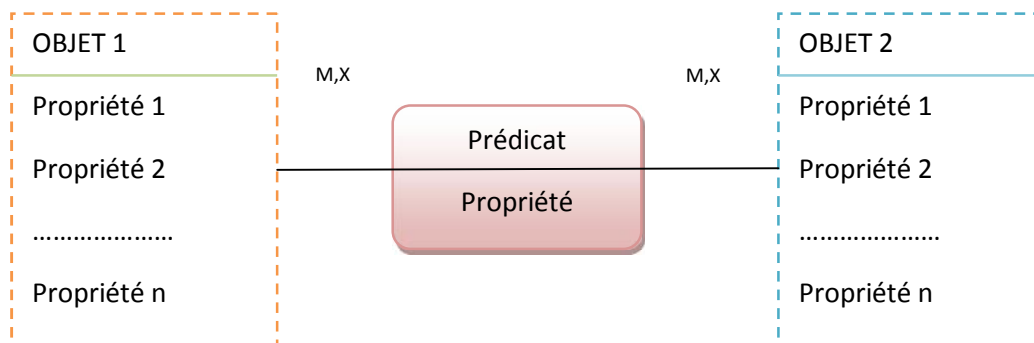 OBJET 1
Propriété 1
Propriété 2
.....................
Propriété n
M,X
Prédicat
Propriété
M,X
OBJET 2
Propriété 1
Propriété 2
.....................
Propriété n